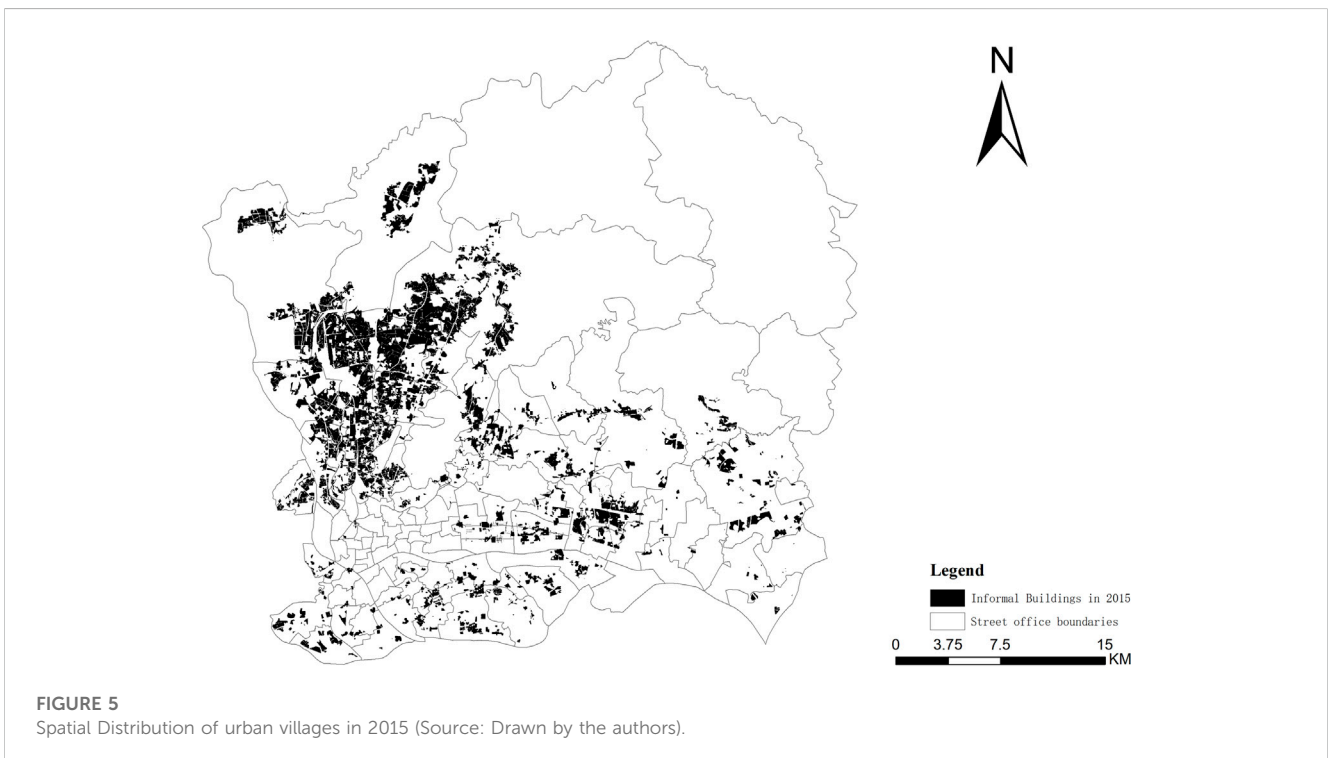 N
Legend
Informal Buildings in 2015
Street office boundaries
0 3.75 7.5 15
KM
FIGURE 5
Spatial Distribution of urban villages in 2015 (Source: Drawn by the authors).